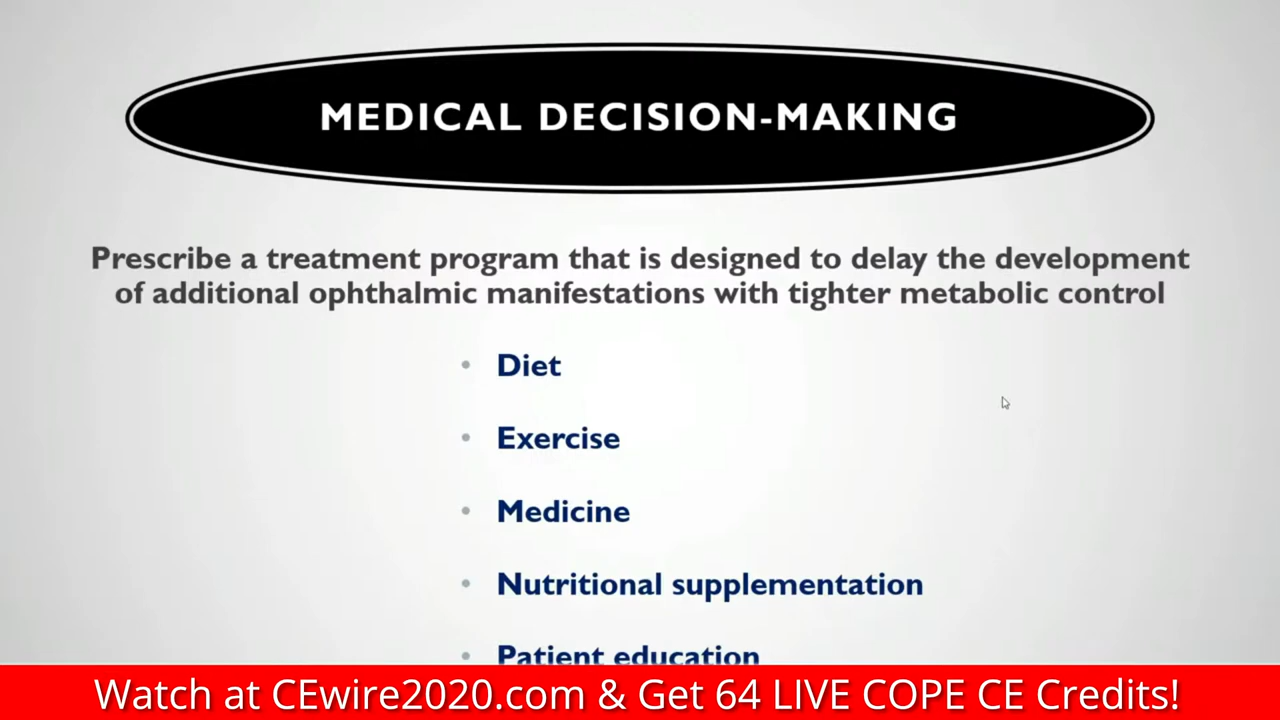 MEDICAL DECISION-MAKING
Prescribe a treatment program that is designed to delay the development
of additional ophthalmic manifestations with tighter metabolic control
• Diet
• Exercise
• Medicine
• Nutritional supplementation
• Patient education
Watch at CEwire2020.com & Get 64 LIVE COPE CE Credits!